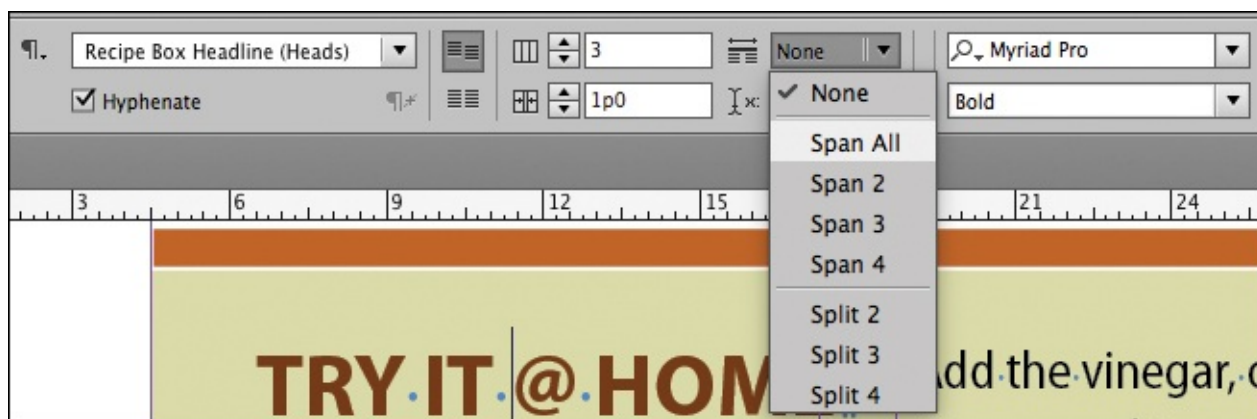 Recipe Box Headline (Heads) 3 None Myriad Pro
Hyphenate 1p0 Bold
None
Span All
Span 2
Span 3
Span 4
Split 2
Split 3
Split 4
3 6 9 12 15 21 24
TRY IT @ HOM
dd the vinegar,